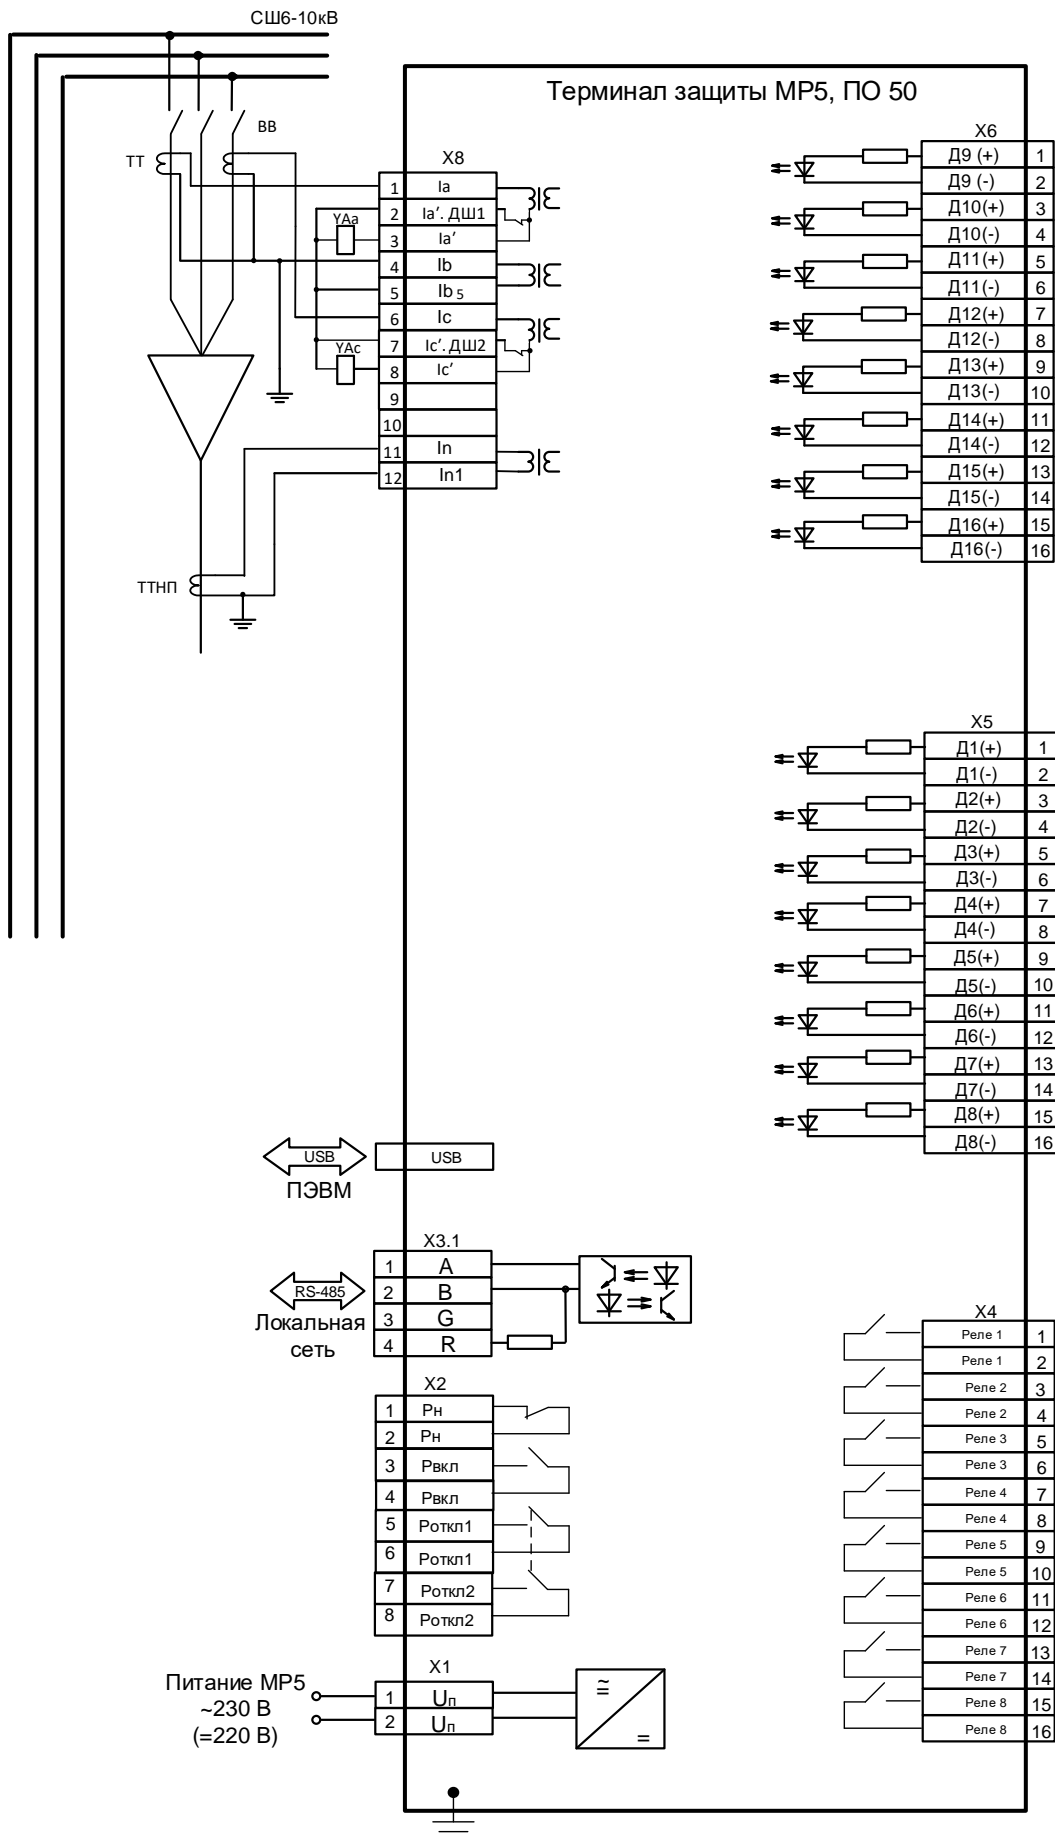 СШ6-10кВ
Терминал защиты МР5, ПО 50
ВВ
ТТ
X8
1 Ia
2 Ia'. ДШ1
3 Ia'
4 Ib
5 Ib 5
6 Ic
7 Ic'. ДШ2
8 Ic'
9
10
11 In
12 In1
YAa
YAc
ТТНП
X6
Д9 (+) 1
Д9 (-) 2
Д10(+) 3
Д10(-) 4
Д11(+) 5
Д11(-) 6
Д12(+) 7
Д12(-) 8
Д13(+) 9
Д13(-) 10
Д14(+) 11
Д14(-) 12
Д15(+) 13
Д15(-) 14
Д16(+) 15
Д16(-) 16
X5
Д1(+) 1
Д1(-) 2
Д2(+) 3
Д2(-) 4
Д3(+) 5
Д3(-) 6
Д4(+) 7
Д4(-) 8
Д5(+) 9
Д5(-) 10
Д6(+) 11
Д6(-) 12
Д7(+) 13
Д7(-) 14
Д8(+) 15
Д8(-) 16
USB
USB
ПЭВМ
X3.1
1 A
2 B
3 G
4 R
RS-485
Локальная
сеть
X2
1 Рн
2 Рн
3 Рвкл
4 Рвкл
5 Роткл1
6 Роткл1
7 Роткл2
8 Роткл2
X4
Реле 1 1
Реле 1 2
Реле 2 3
Реле 2 4
Реле 3 5
Реле 3 6
Реле 4 7
Реле 4 8
Реле 5 9
Реле 5 10
Реле 6 11
Реле 6 12
Реле 7 13
Реле 7 14
Реле 8 15
Реле 8 16
X1
1 Uп
2 Uп
Питание МР5
~230 В
(=220 В)